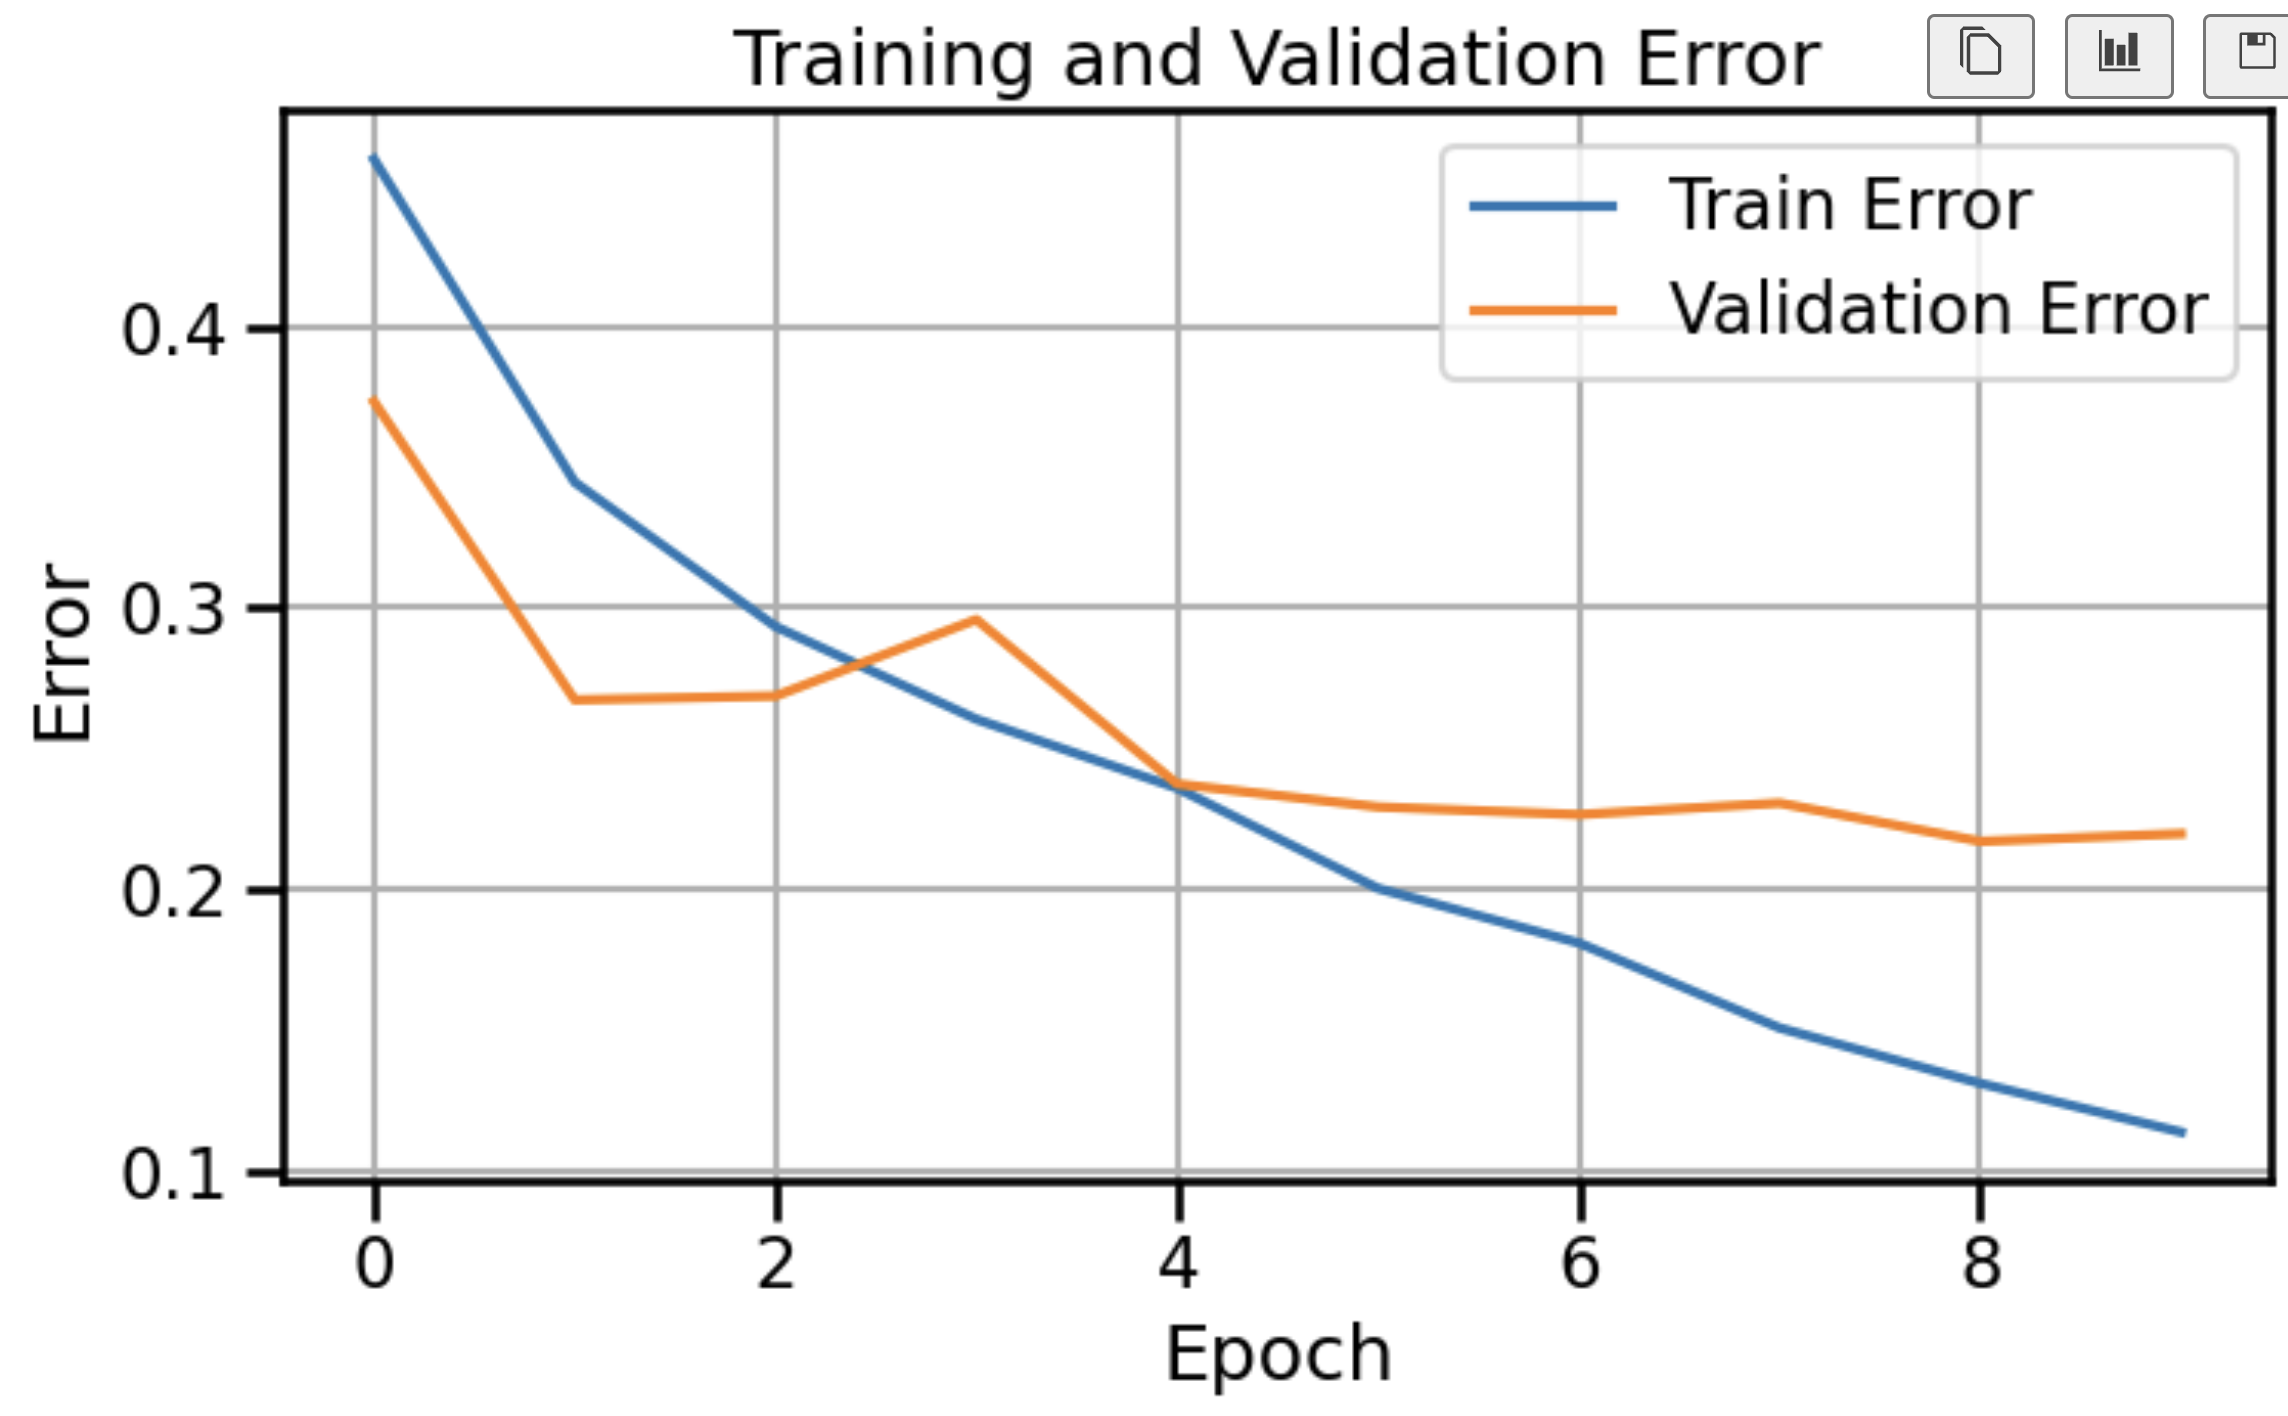 Training and Validation Error
Train Error
Validation Error
Error
0.4
0.3
0.2
0.1
0 2 4 6 8
Epoch